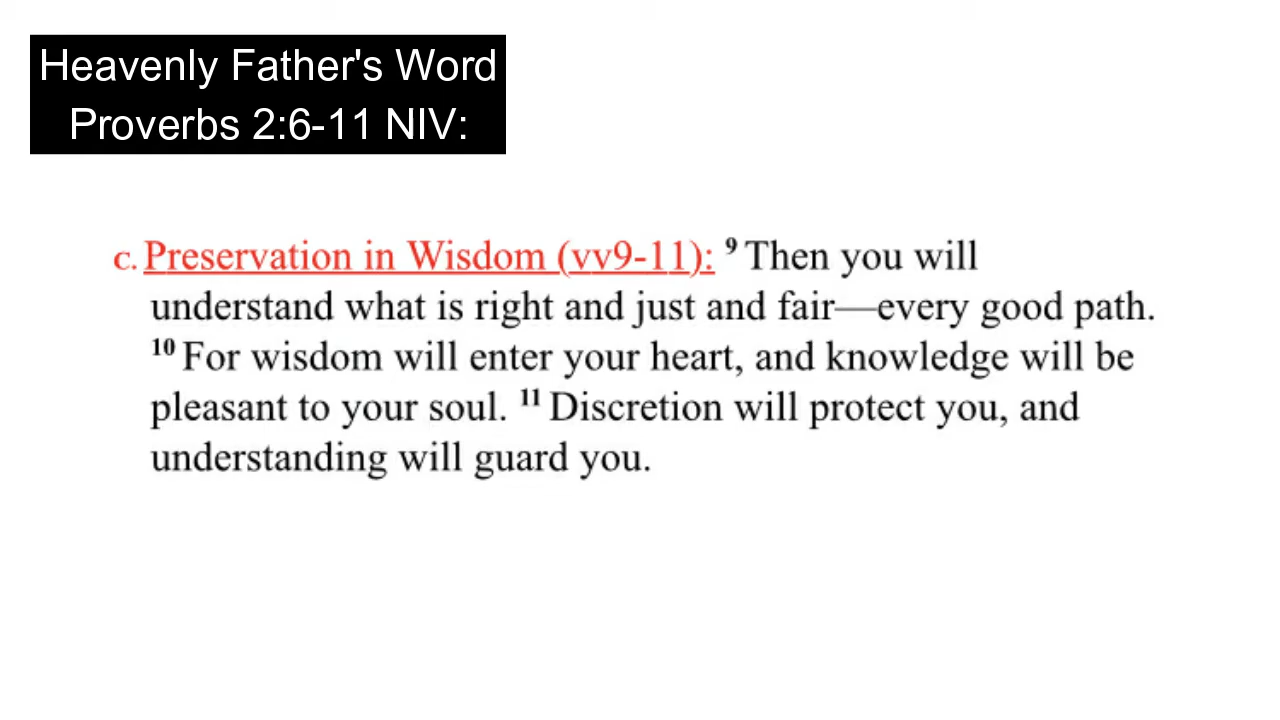 Heavenly Father's Word
Proverbs 2:6-11 NIV:
c. Preservation in Wisdom (vv9-11): ⁹ Then you will
understand what is right and just and fair—every good path.
¹⁰ For wisdom will enter your heart, and knowledge will be
pleasant to your soul. ¹¹ Discretion will protect you, and
understanding will guard you.